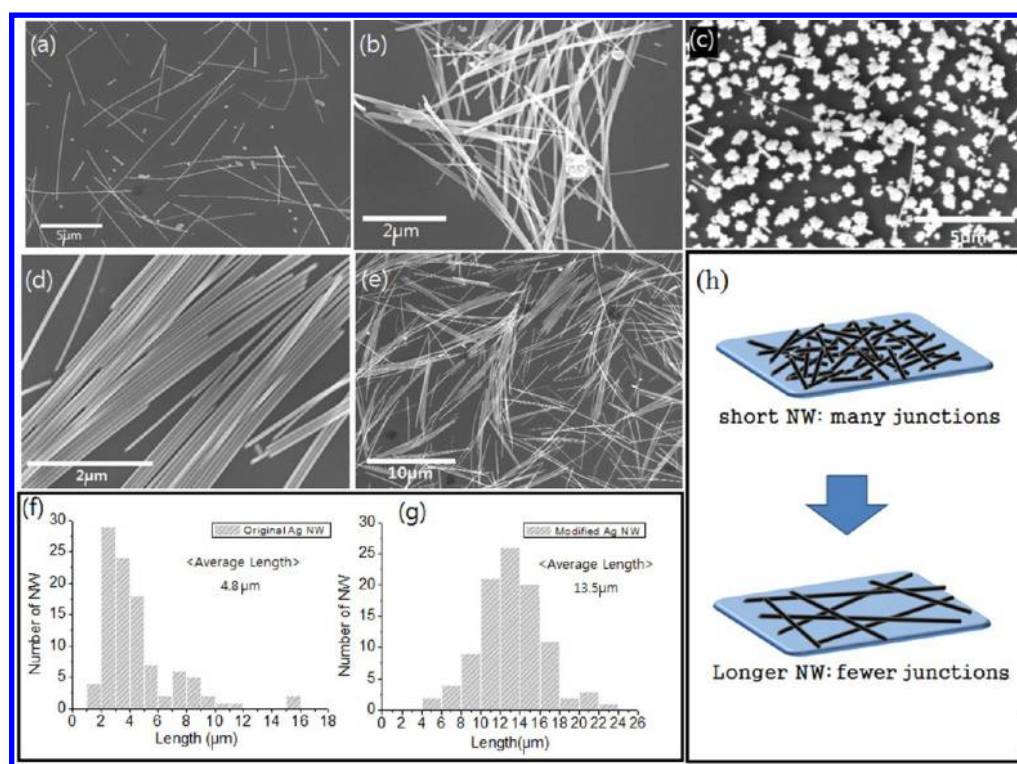 (a)
5μm
(b)
2μm
(c)
5μm
(d)
2μm
(e)
10μm
(h)
short NW: many junctions
Longer NW: fewer junctions
(f)
30
25
20
15
10
5
0
Number of NW
Original Ag NW
<Average Length>
4.8μm
0 2 4 6 8 10 12 14 16 18
Length (μm)
(g)
30
25
20
15
10
5
0
Number of NW
Modified Ag NW
<Average Length>
13.5μm
0 2 4 6 8 10 12 14 16 18 20 22 24 26
Length(μm)